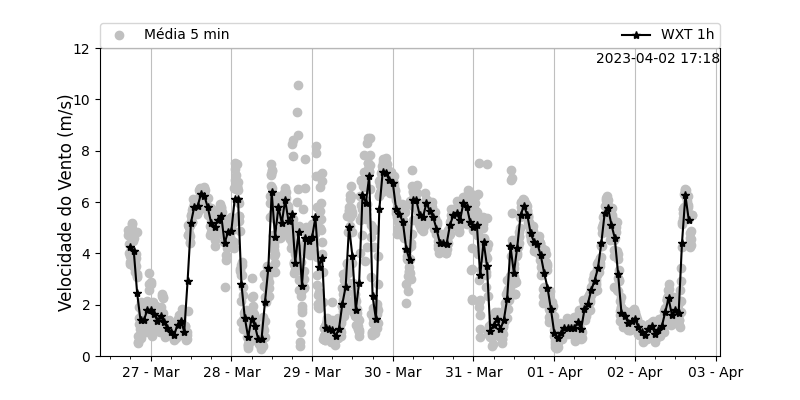 Média 5 min
WXT 1h
2023-04-02 17:18
Velocidade do Vento (m/s)
12
10
8
6
4
2
0
27 - Mar
28 - Mar
29 - Mar
30 - Mar
31 - Mar
01 - Apr
02 - Apr
03 - Apr